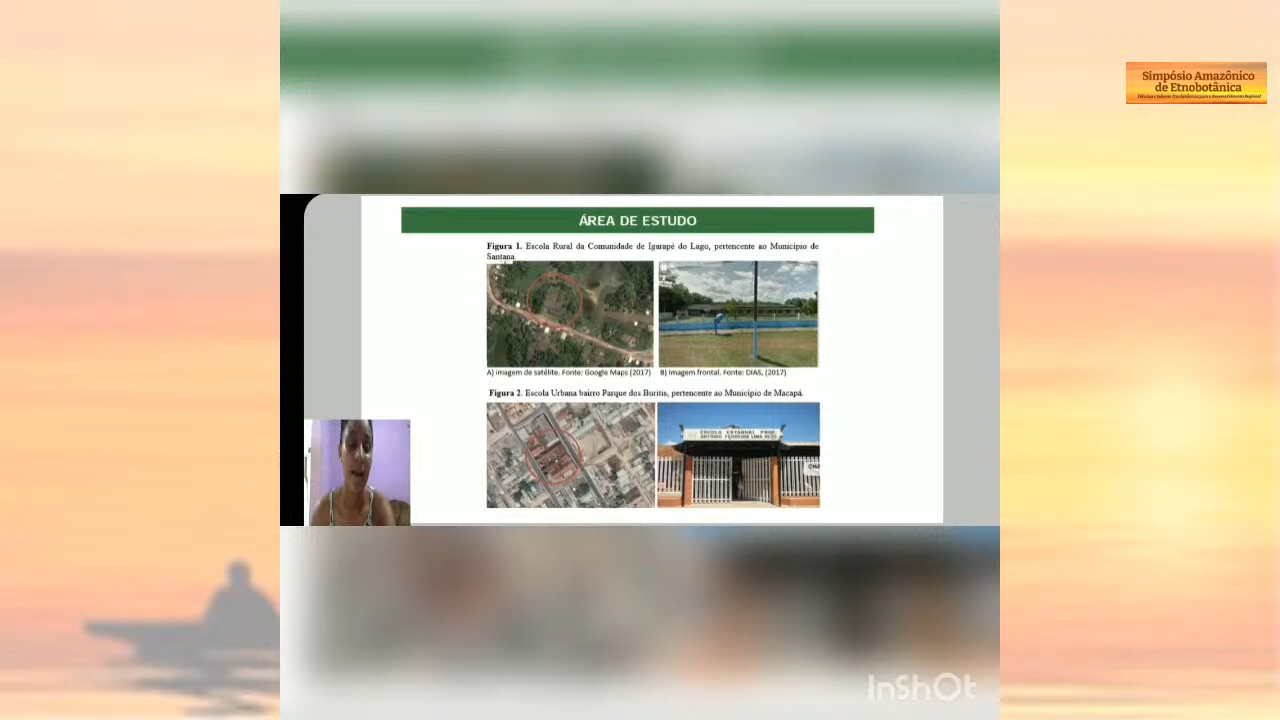 Simpósio Amazônico
de Etnobotânica
ÁREA DE ESTUDO
Figura 1. Escola Rural da Comunidade de Igarapé do Lago, pertencente ao Município de
Santana
A) imagem de satélite. Fonte: Google Maps (2017) B) Imagem frontal. Fonte: DIAS, (2017)
Figura 2. Escola Urbana bairro Parque dos Buritis, pertencente ao Município de Macapá.
ESCOLA ESTADUAL PROF.
ANTÔNIO FERREIRA LIMA NETO
CHA
InShOt